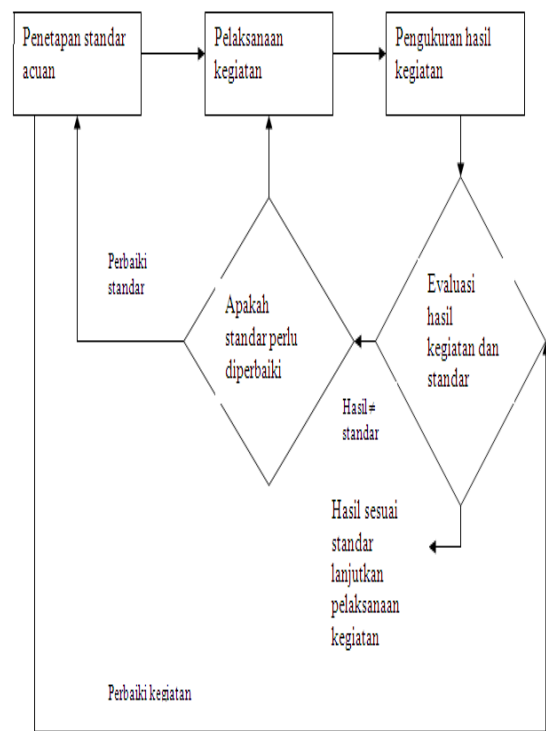 Penetapan standar
acuan
Pelaksanaan
kegiatan
Pengukuran hasil
kegiatan
Perbaiki
standar
Apakah
standar perlu
diperbaiki
Evaluasi
hasil
kegiatan dan
standar
Hasil ≠
standar
Hasil sesuai
standar
lanjutkan
pelaksanaan
kegiatan
Perbaiki kegiatan